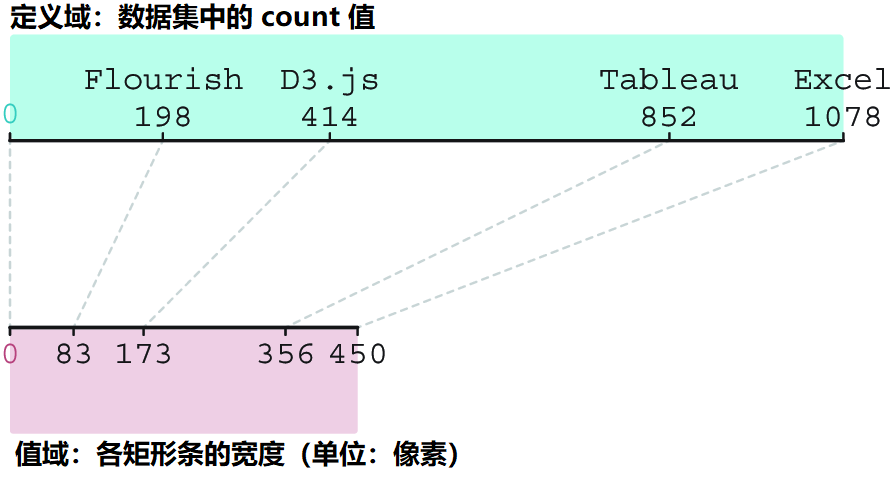 定义域：数据集中的 count 值
Flourish D3.js Tableau Excel
0 198 414 852 1078
0 83 173 356 450
值域：各矩形条的宽度（单位：像素）